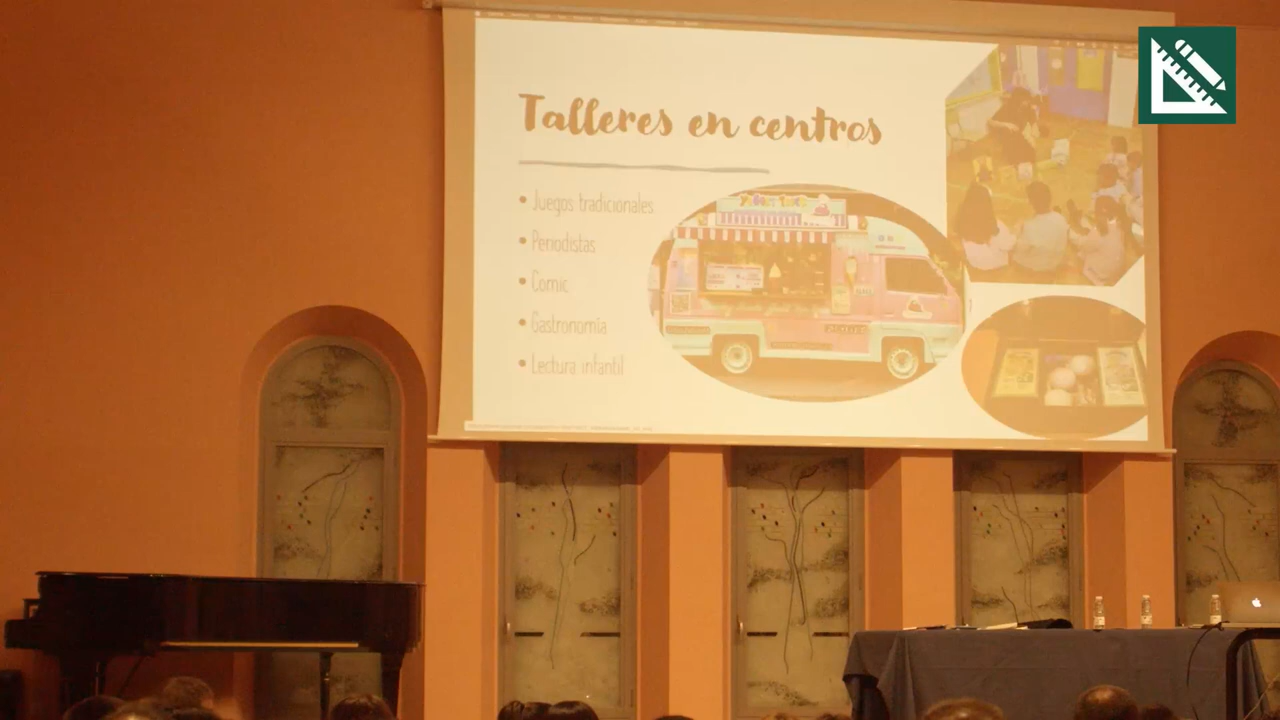 Talleres en centros
• Juegos tradicionales
• Periodistas
• Comic
• Gastronomía
• Lectura infantil